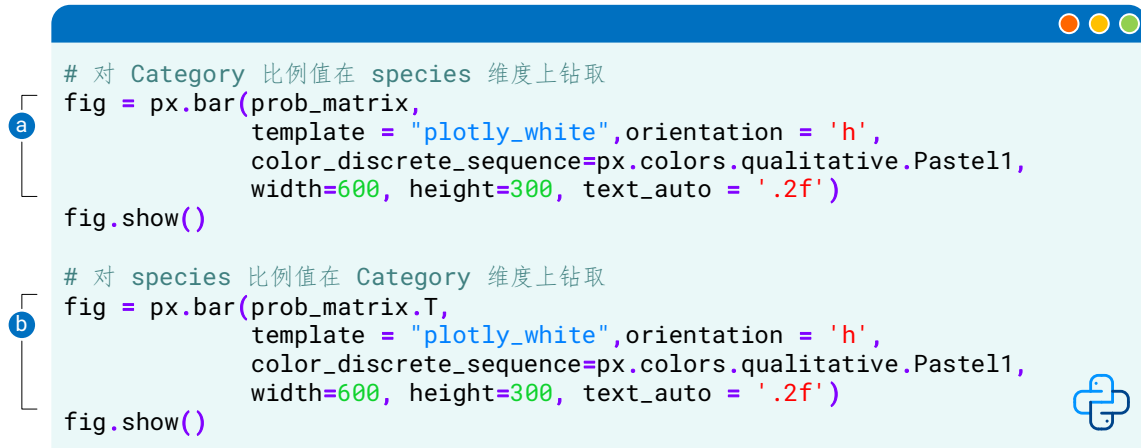 # 对 Category 比例值在 species 维度上钻取
a
fig = px.bar(prob_matrix,
template = "plotly_white",orientation = 'h',
color_discrete_sequence=px.colors.qualitative.Pastel1,
width=600, height=300, text_auto = '.2f')
fig.show()
# 对 species 比例值在 Category 维度上钻取
b
fig = px.bar(prob_matrix.T,
template = "plotly_white",orientation = 'h',
color_discrete_sequence=px.colors.qualitative.Pastel1,
width=600, height=300, text_auto = '.2f')
fig.show()